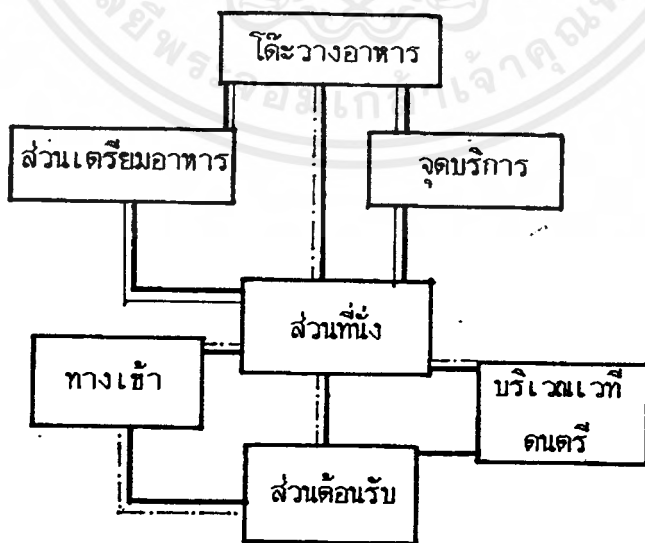 โต๊ะวางอาหาร
ส่วนเตรียมอาหาร
จุดบริการ
ส่วนที่นั่ง
ทางเข้า
บริเวณเวที
ดนตรี
ส่วนต้อนรับ